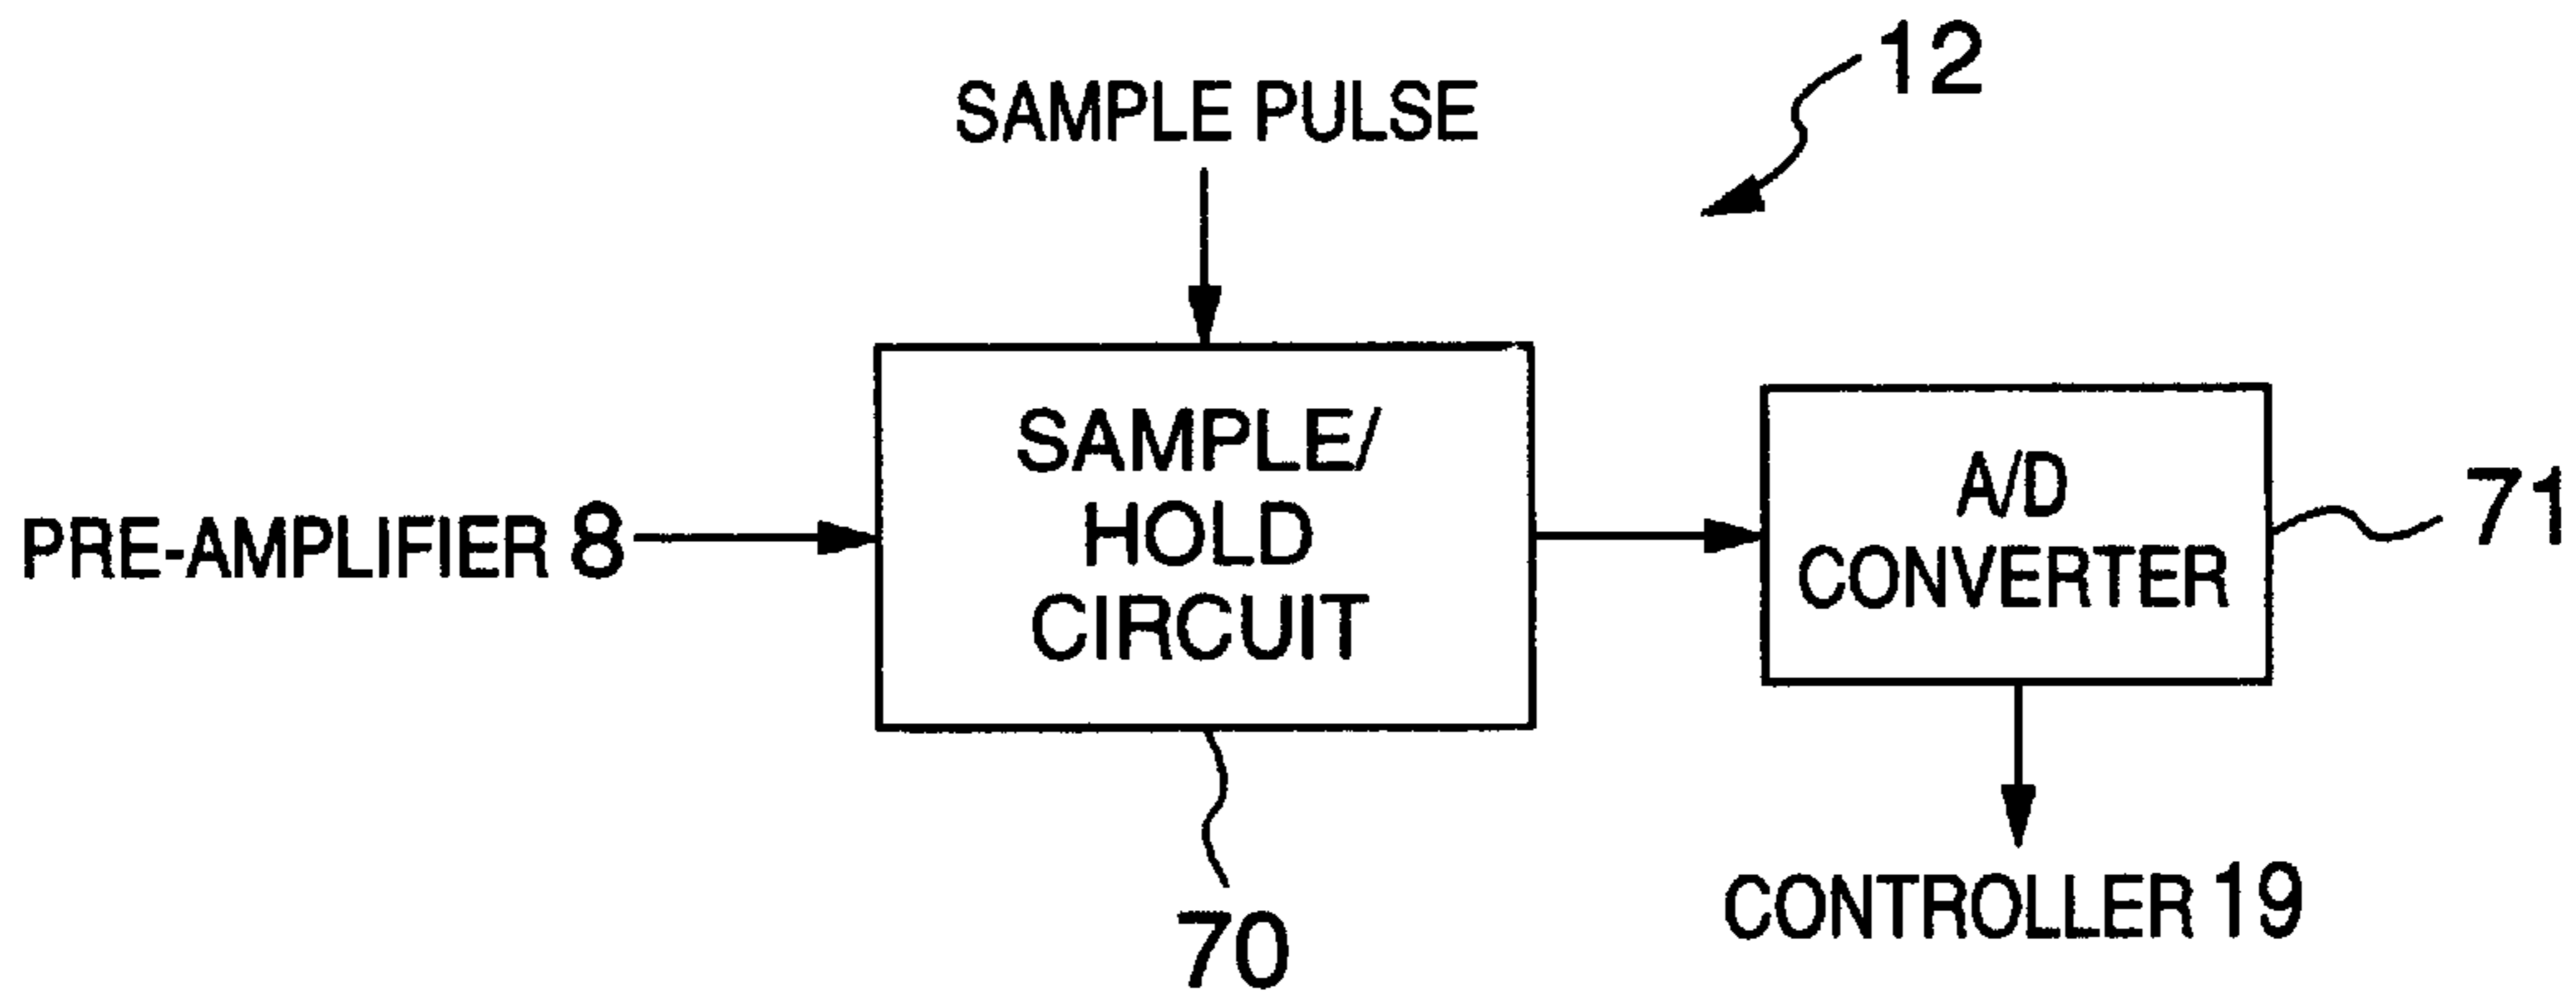 12
SAMPLE PULSE
SAMPLE/
HOLD
CIRCUIT
A/D
CONVERTER
71
PRE-AMPLIFIER 8
70
CONTROLLER 19